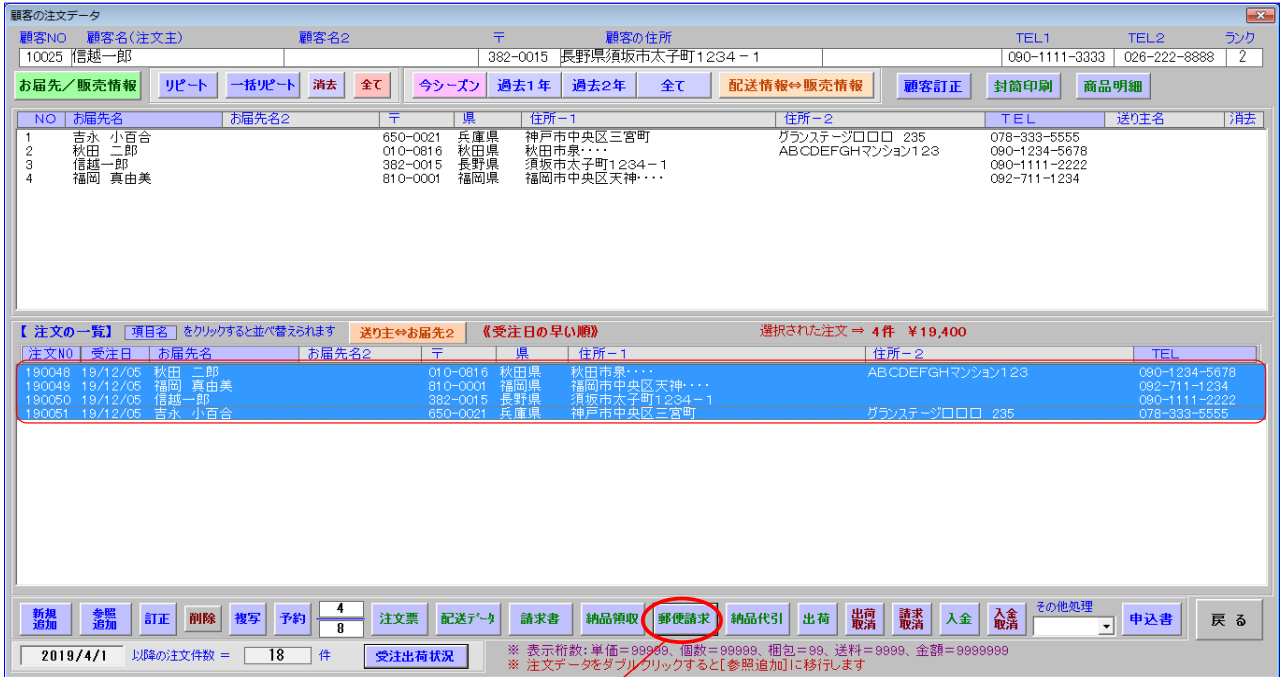 顧客の注文データ
顧客NO 顧客名(注文主) 顧客名2 〒 顧客の住所 TEL1 TEL2 ランク
10025 信越一郎 382-0015 長野県須坂市太子町1234-1 090-1111-3333 026-222-8888 2
お届先/販売情報 リピート 一括リピート 消去 全て 今シーズン 過去1年 過去2年 全て 配送情報⇔販売情報 顧客訂正 封筒印刷 商品明細
NO お届先名 お届先名2 〒 県 住所-1 住所-2 TEL 送り主名 消去
1 吉永 小百合 650-0021 兵庫県 神戸市中央区三宮町 グランステージ口口口 235 078-333-5555
2 秋田 二郎 010-0816 秋田県 秋田市泉・・・・ ABCDEFGHマンション123 090-1234-5678
3 信越一郎 382-0015 長野県 須坂市太子町1234-1 090-1111-2222
4 福岡 真由美 810-0001 福岡県 福岡市中央区天神・・・・ 092-711-1234
【 注文の一覧】 項目名 をクリックすると並べ替えられます 送り主⇔お届先2 《受注日の早い順》 選択された注文 ⇒ 4件 ¥19,400
注文NO 受注日 お届先名 お届先名2 〒 県 住所-1 住所-2 TEL
190048 19/12/05 秋田 二郎 010-0816 秋田県 秋田市泉・・・・ ABCDEFGHマンション123 090-1234-5678
190049 19/12/05 福岡 真由美 810-0001 福岡県 福岡市中央区天神・・・・ 092-711-1234
190050 19/12/05 信越一郎 382-0015 長野県 須坂市太子町1234-1 090-1111-2222
190051 19/12/05 吉永 小百合 650-0021 兵庫県 神戸市中央区三宮町 グランステージ口口口 235 078-333-5555
新規追加 参照追加 訂正 削除 複写 予約 4 8 注文票 配送データ 請求書 納品領収 郵便請求 納品代引 出荷 出荷取消 請求取消 入金 入金取消 その他処理 申込書 戻る
2019/4/1 以降の注文件数 = 18 件 受注出荷状況 ※ 表示桁数:単価=99999、個数=99999、梱包=99、送料=9999、金額=9999999
※ 注文データをダブルクリックすると[参照追加]に移行します